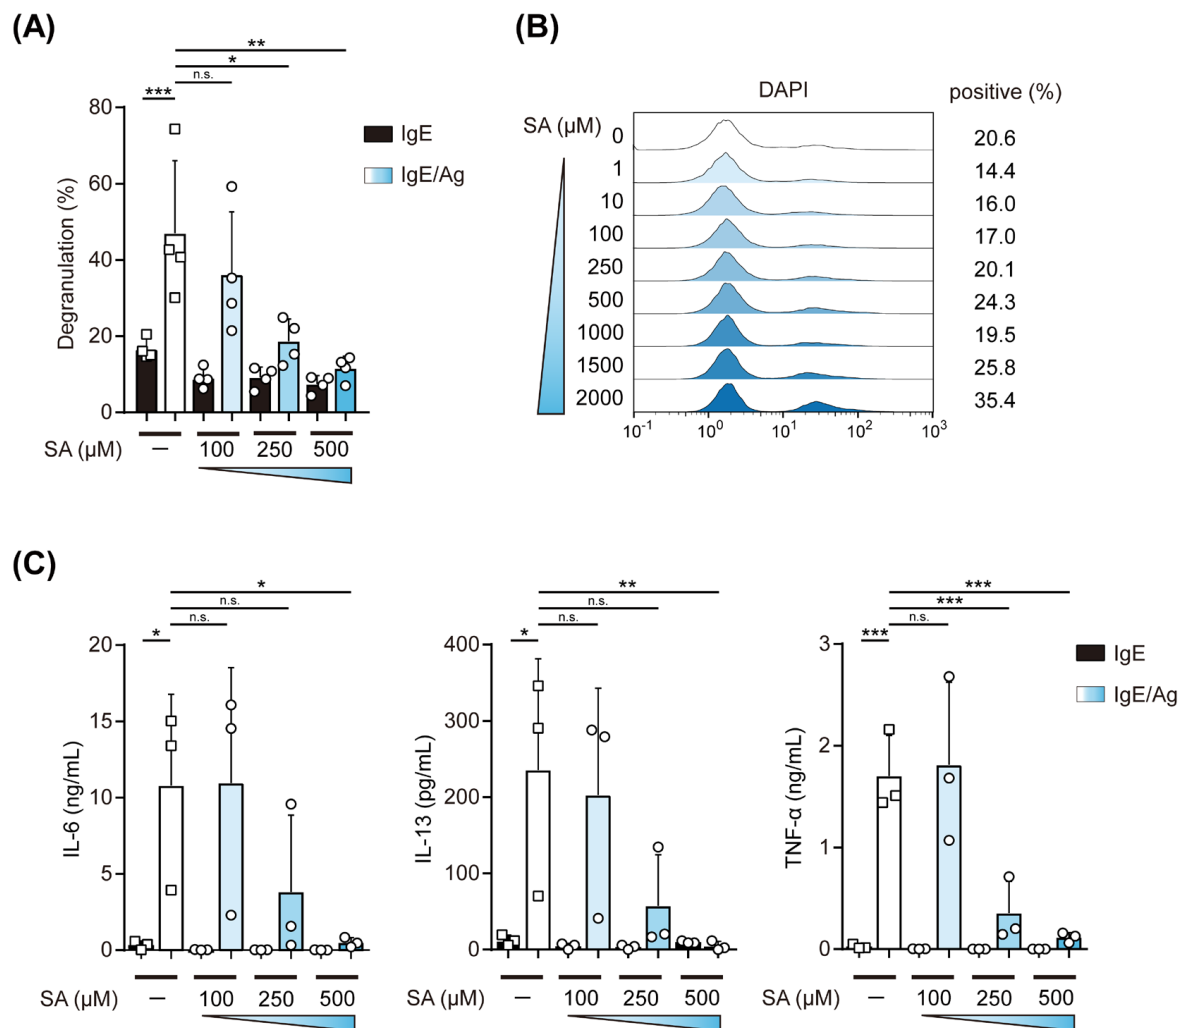 (A)
**
*
n.s.
***
80
60
40
20
0
Degranulation (%)
IgE
IgE/Ag
SA (µM) – 100 250 500
(B)
DAPI positive (%)
SA (µM)
0 20.6
1 14.4
10 16.0
100 17.0
250 20.1
500 24.3
1000 19.5
1500 25.8
2000 35.4
10-1 100 101 102 103
(C)
*
n.s.
n.s.
*
20
15
10
5
0
IL-6 (ng/mL)
SA (µM) – 100 250 500
**
n.s.
n.s.
*
400
300
200
100
0
IL-13 (pg/mL)
SA (µM) – 100 250 500
***
***
n.s.
***
3
2
1
0
TNF-α (ng/mL)
SA (µM) – 100 250 500
IgE
IgE/Ag